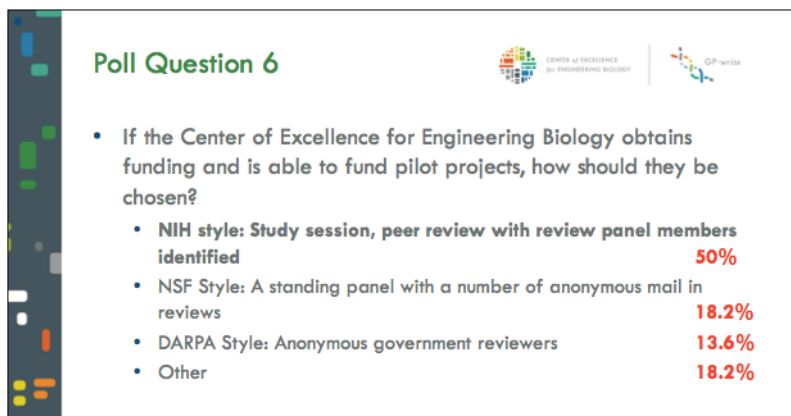 Poll Question 6
CENTER of EXCELLENCE
for ENGINEERING BIOLOGY
GP-write
• If the Center of Excellence for Engineering Biology obtains
funding and is able to fund pilot projects, how should they be
chosen?
• NIH style: Study session, peer review with review panel members
identified 50%
• NSF Style: A standing panel with a number of anonymous mail in
reviews 18.2%
• DARPA Style: Anonymous government reviewers 13.6%
• Other 18.2%